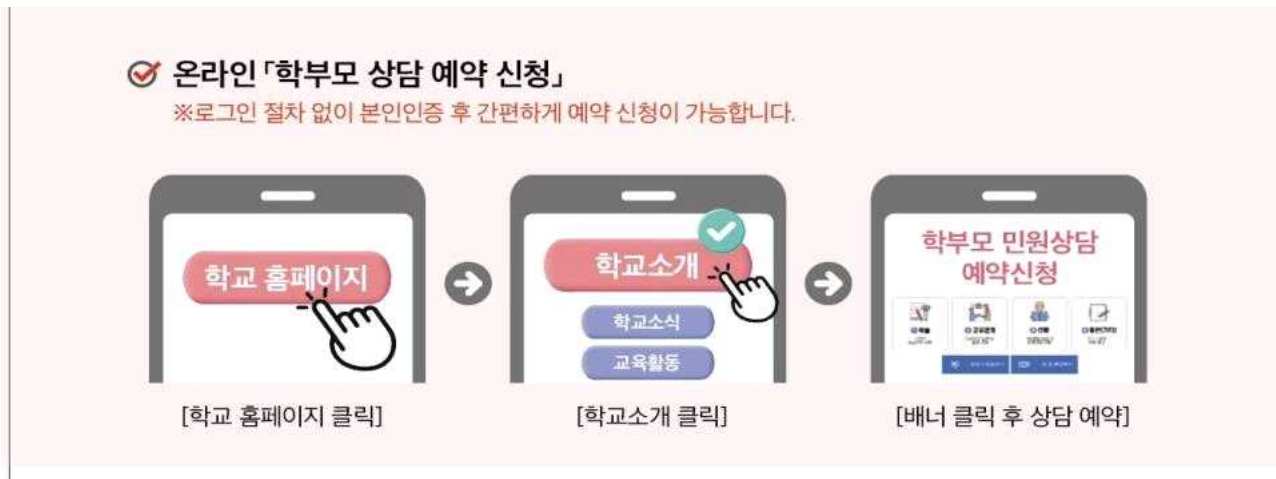 온라인 「학부모 상담 예약 신청」
※로그인 절차 없이 본인인증 후 간편하게 예약 신청이 가능합니다.
학교 홈페이지
[학교 홈페이지 클릭]
학교소개
학교소식
교육활동
[학교소개 클릭]
학부모 민원상담
예약신청
[배너 클릭 후 상담 예약]